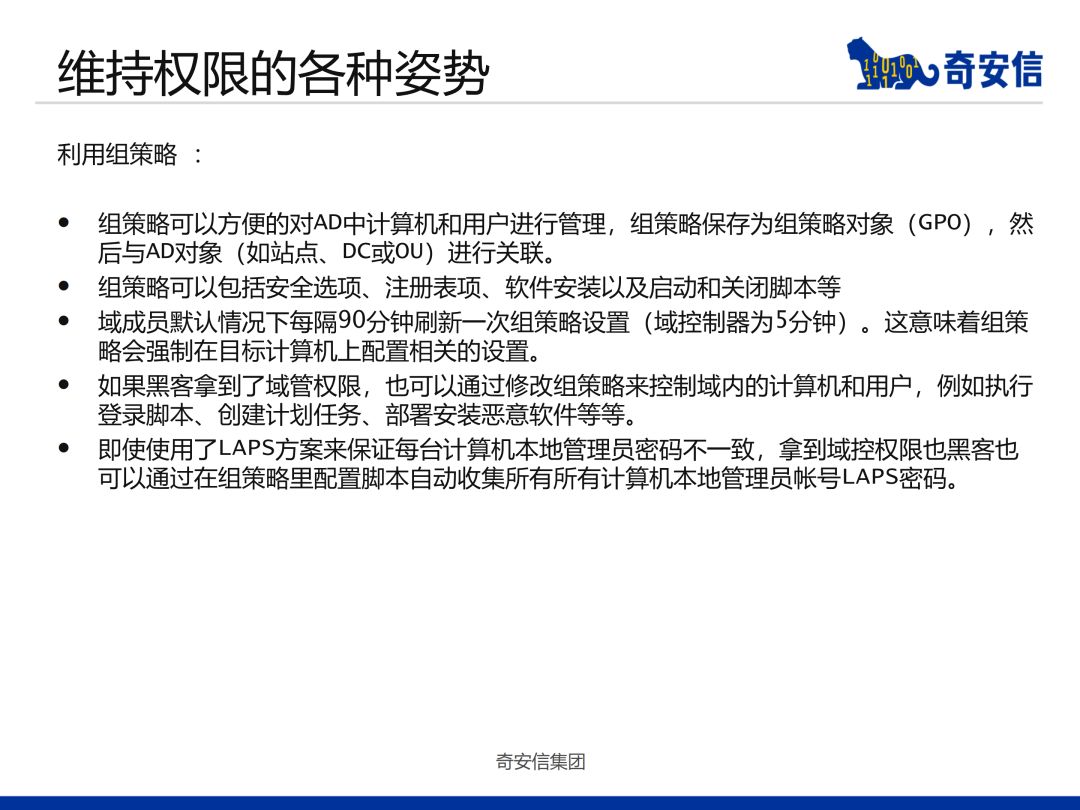 维持权限的各种姿势
奇安信
利用组策略 ：
• 组策略可以方便的对AD中计算机和用户进行管理，组策略保存为组策略对象（GPO），然
后与AD对象（如站点、DC或OU）进行关联。
• 组策略可以包括安全选项、注册表项、软件安装以及启动和关闭脚本等
• 域成员默认情况下每隔90分钟刷新一次组策略设置（域控制器为5分钟）。这意味着组策
略会强制在目标计算机上配置相关的设置。
• 如果黑客拿到了域管权限，也可以通过修改组策略来控制域内的计算机和用户，例如执行
登录脚本、创建计划任务、部署安装恶意软件等等。
• 即使使用了LAPS方案来保证每台计算机本地管理员密码不一致，拿到域控权限也黑客也
可以通过在组策略里配置脚本自动收集所有所有计算机本地管理员帐号LAPS密码。
奇安信集团